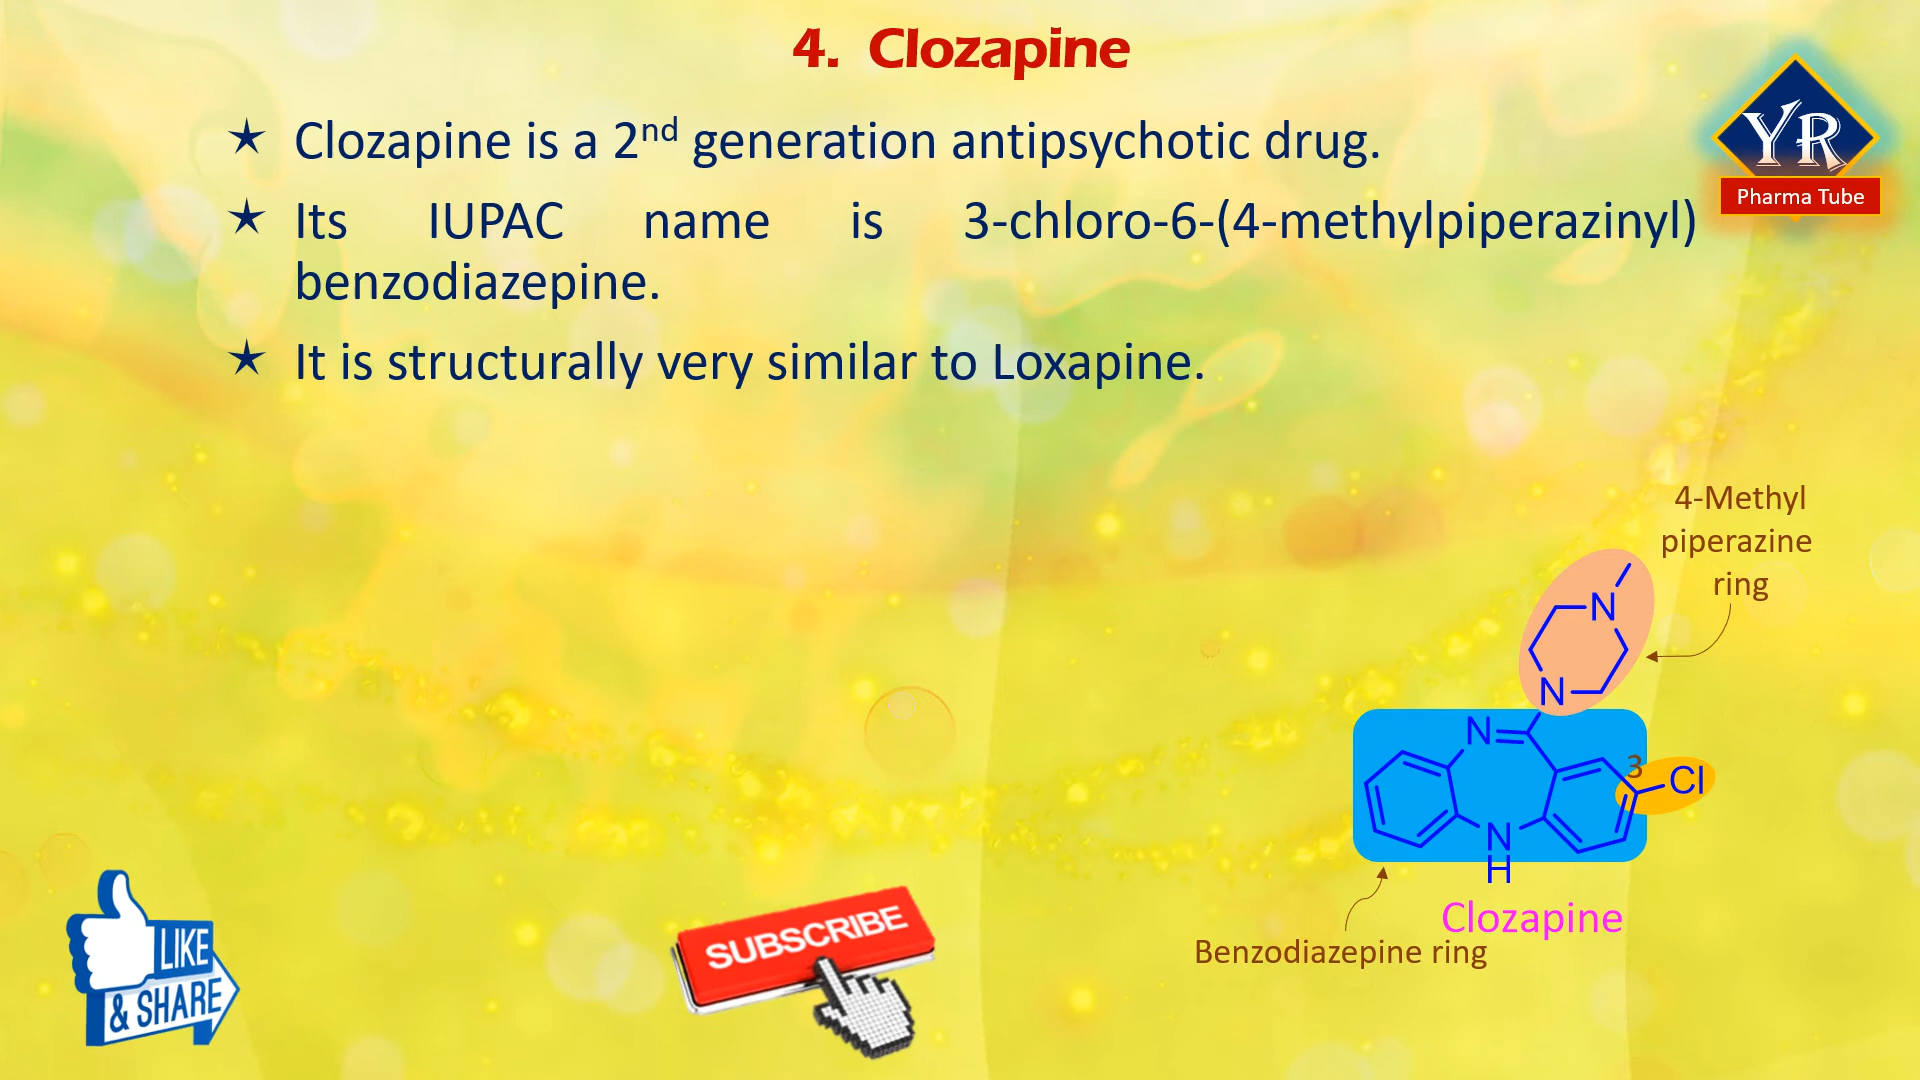 4. Clozapine
★ Clozapine is a 2nd generation antipsychotic drug.
★ Its IUPAC name is 3-chloro-6-(4-methylpiperazinyl)
benzodiazepine.
★ It is structurally very similar to Loxapine.
YR
Pharma Tube
4-Methyl
piperazine
ring
N
N
N
3
Cl
N
H
Clozapine
Benzodiazepine ring
LIKE
& SHARE
SUBSCRIBE